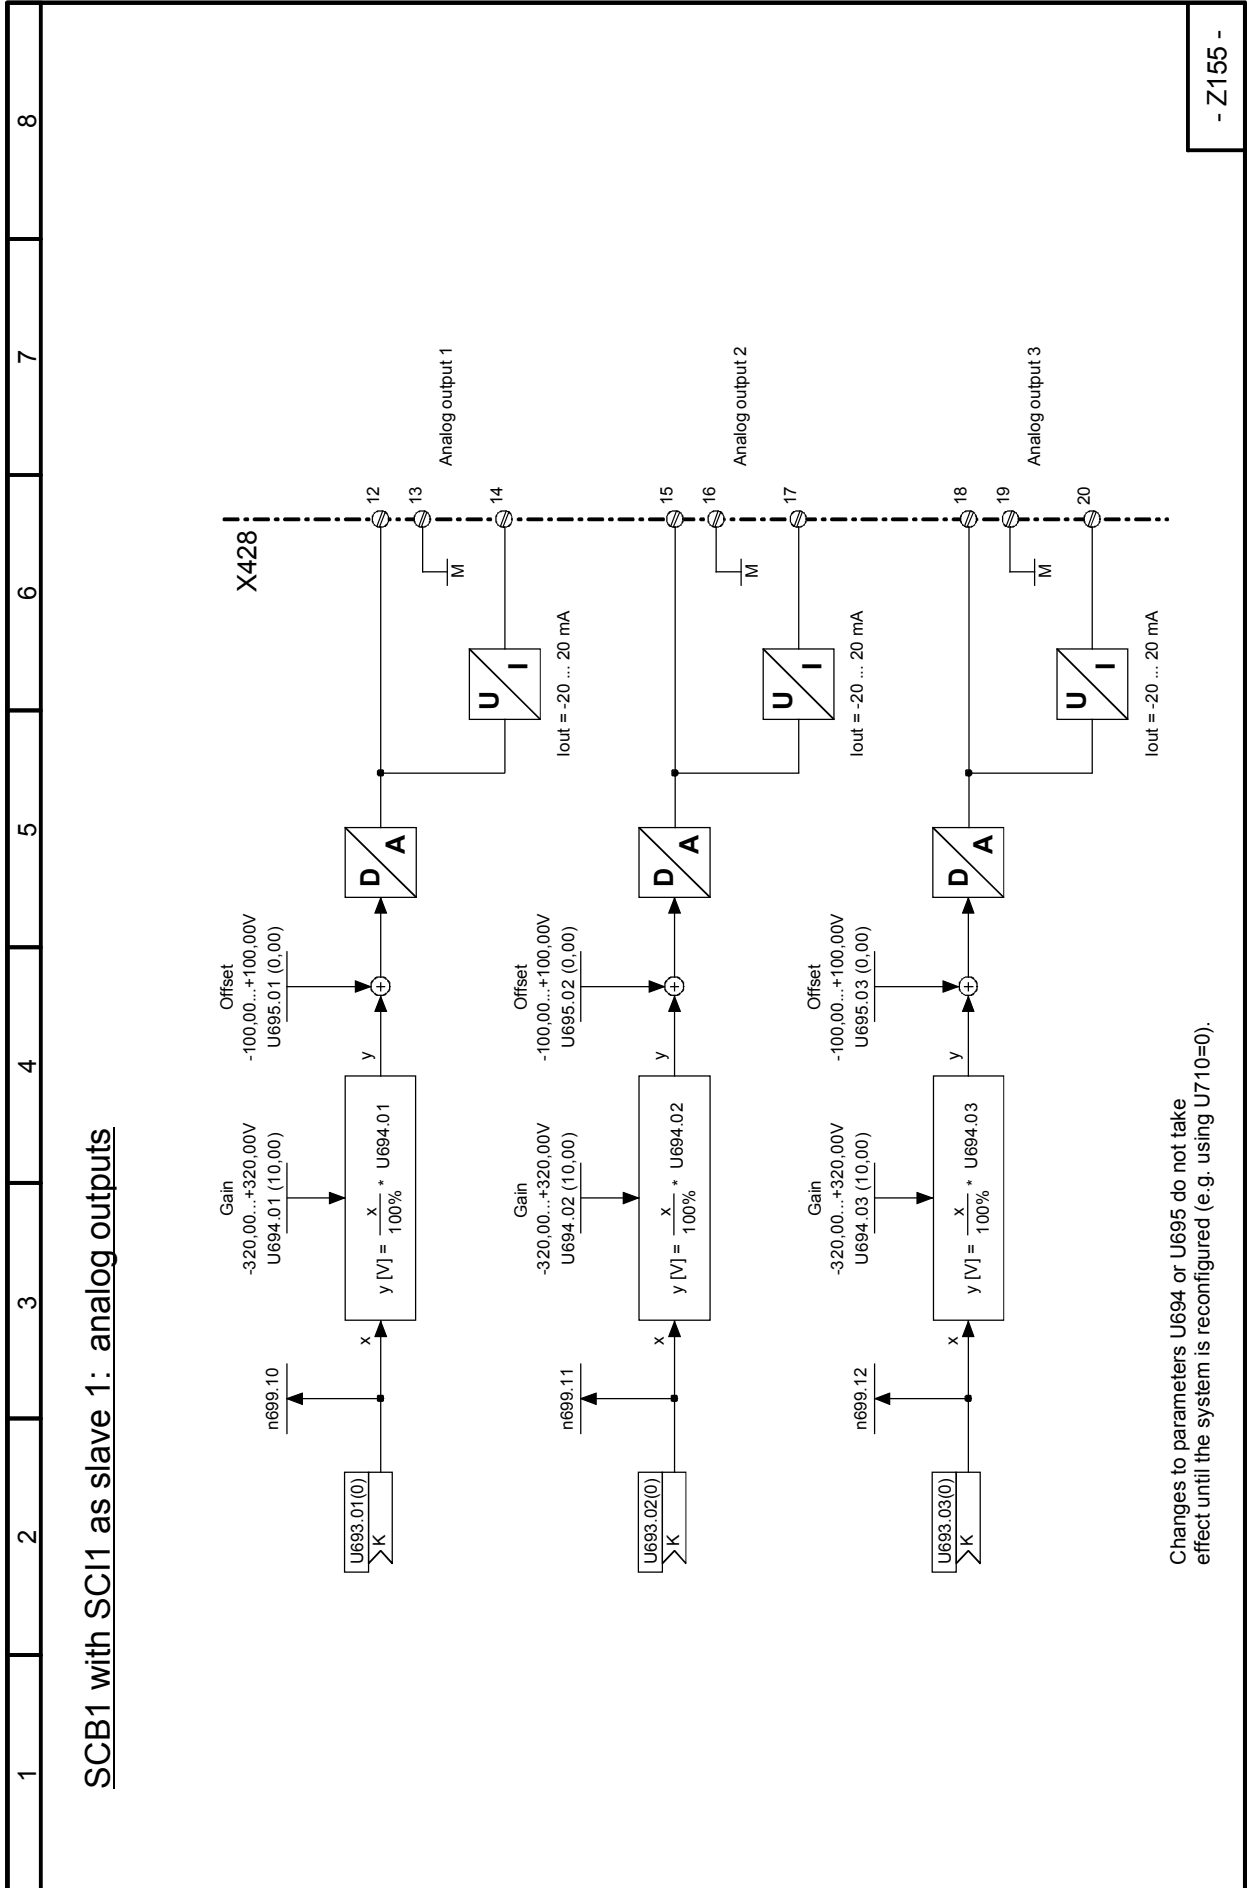 1
2
3
4
5
6
7
8
SCB1 with SCI1 as slave 1: analog outputs
X428
U693.01(0)
K
n699.10
x
Gain
-320,00...+320,00V
U694.01 (10,00)
y [V] = x / 100% * U694.01
y
Offset
-100,00...+100,00V
U695.01 (0,00)
+
D
A
U
I
Iout = -20 ... 20 mA
M
12
13
14
Analog output 1
U693.02(0)
K
n699.11
x
Gain
-320,00...+320,00V
U694.02 (10,00)
y [V] = x / 100% * U694.02
y
Offset
-100,00...+100,00V
U695.02 (0,00)
+
D
A
U
I
Iout = -20 ... 20 mA
M
15
16
17
Analog output 2
U693.03(0)
K
n699.12
x
Gain
-320,00...+320,00V
U694.03 (10,00)
y [V] = x / 100% * U694.03
y
Offset
-100,00...+100,00V
U695.03 (0,00)
+
D
A
U
I
Iout = -20 ... 20 mA
M
18
19
20
Analog output 3
Changes to parameters U694 or U695 do not take
effect until the system is reconfigured (e.g. using U710=0).
- Z155 -